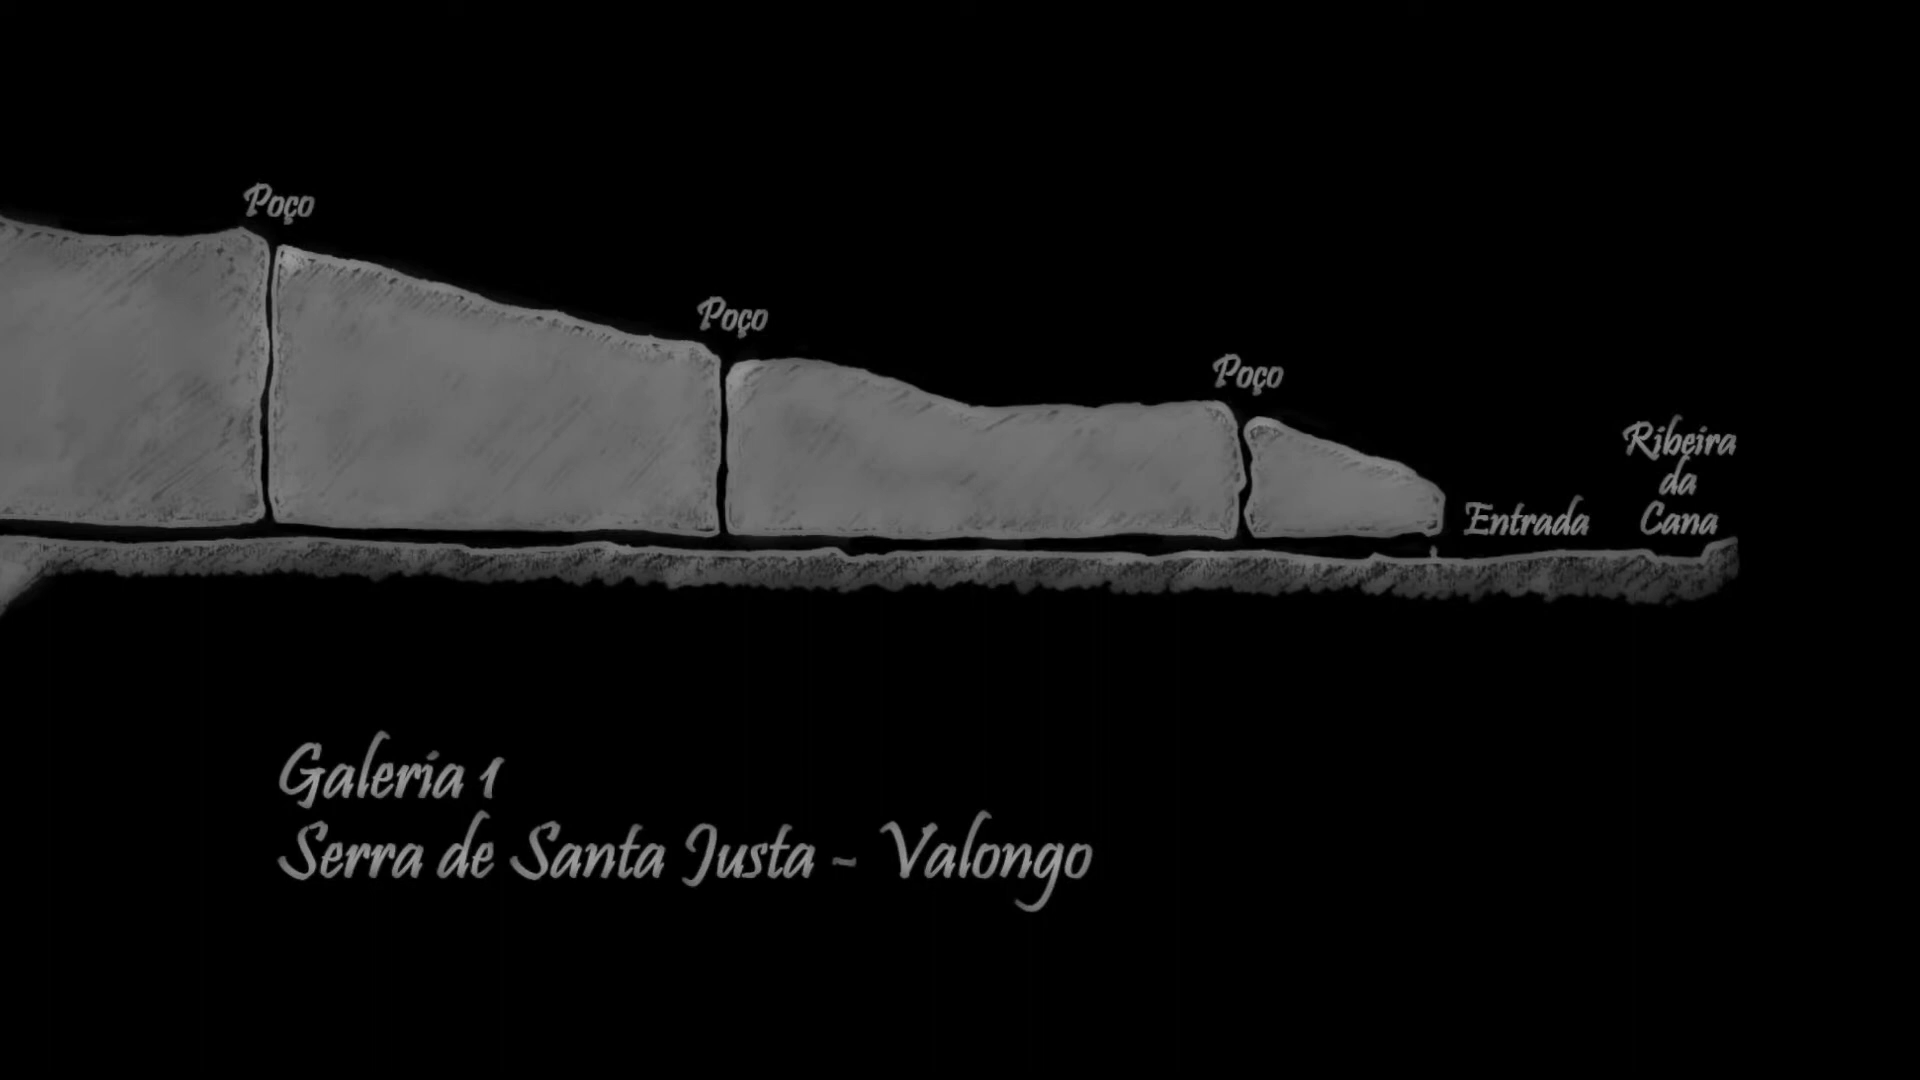 Poço
Poço
Poço
Ribeira
da
Cana
Entrada
Galeria 1
Serra de Santa Justa - Valongo